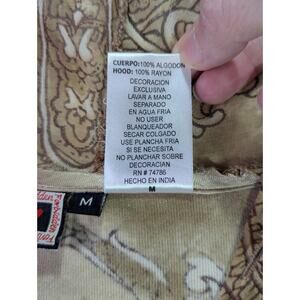 CUERPO:100% ALGODON
HOOD: 100% RAYON
DECORACION
EXCLUSIVA
LAVAR A MANO
SEPARADO
EN AQUA FRIA
NO USER
BLANQUEADOR
SECAR COLGADO
USE PLANCHA FRIA
SI SE NECESITA
NO PLANCHAR SOBRE
DECORACIAN
RN # 74786
HECHO EN INDIA
M
M